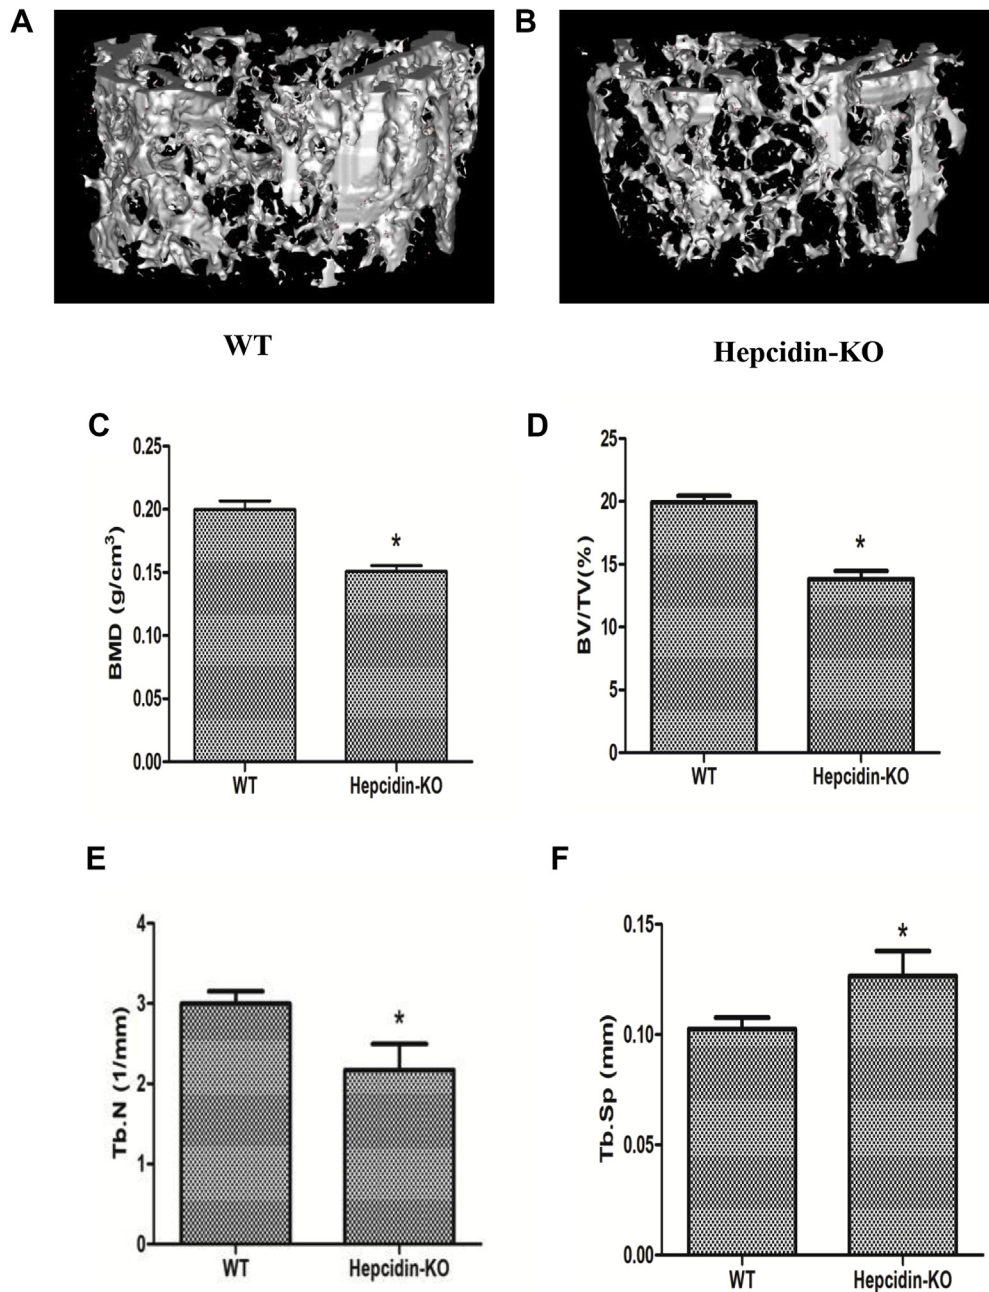 A
B
WT
Hepcidin-KO
C
D
BMD (g/cm³)
0.25
0.20
0.15
0.10
0.05
0.00
*
WT
Hepcidin-KO
BV/TV(%)
25
20
15
10
5
0
*
WT
Hepcidin-KO
E
F
Tb.N (1/mm)
4
3
2
1
0
*
WT
Hepcidin-KO
Tb.Sp (mm)
0.15
0.10
0.05
0.00
*
WT
Hepcidin-KO